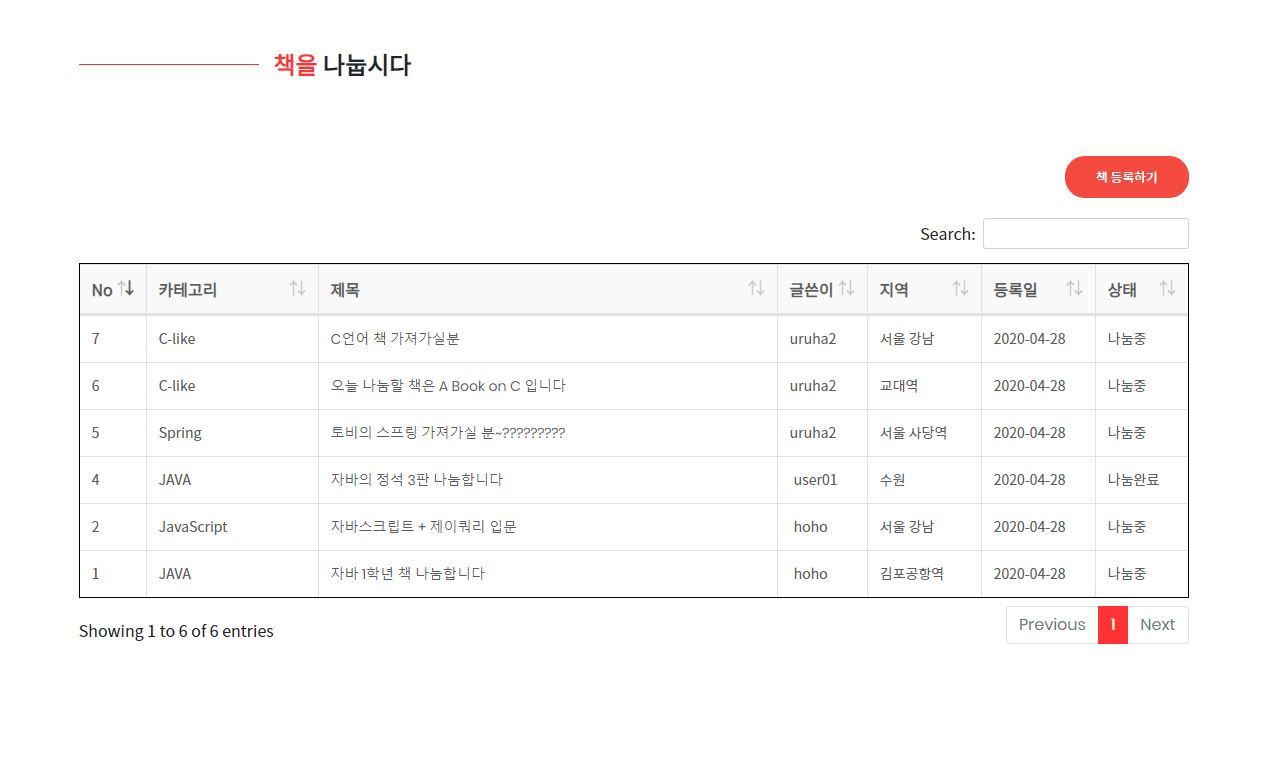 책을 나눕시다
책 등록하기
Search:
No 카테고리 제목 글쓴이 지역 등록일 상태
7 C-like C언어 책 가져가실분 uruha2 서울 강남 2020-04-28 나눔중
6 C-like 오늘 나눔할 책은 A Book on C 입니다 uruha2 교대역 2020-04-28 나눔중
5 Spring 토비의 스프링 가져가실 분~????????? uruha2 서울 사당역 2020-04-28 나눔중
4 JAVA 자바의 정석 3판 나눔합니다 user01 수원 2020-04-28 나눔완료
2 JavaScript 자바스크립트 + 제이쿼리 입문 hoho 서울 강남 2020-04-28 나눔중
1 JAVA 자바 1학년 책 나눔합니다 hoho 김포공항역 2020-04-28 나눔중
Showing 1 to 6 of 6 entries
Previous 1 Next